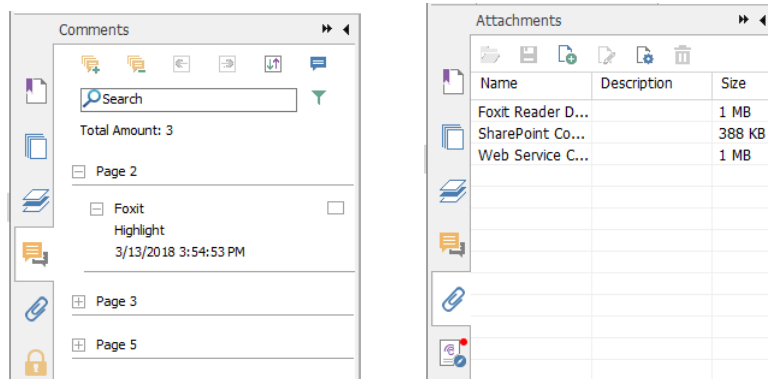 Comments
Search
Total Amount: 3
Page 2
Foxit
Highlight
3/13/2018 3:54:53 PM
Page 3
Page 5
Attachments
Name Description Size
Foxit Reader D... 1 MB
SharePoint Co... 388 KB
Web Service C... 1 MB